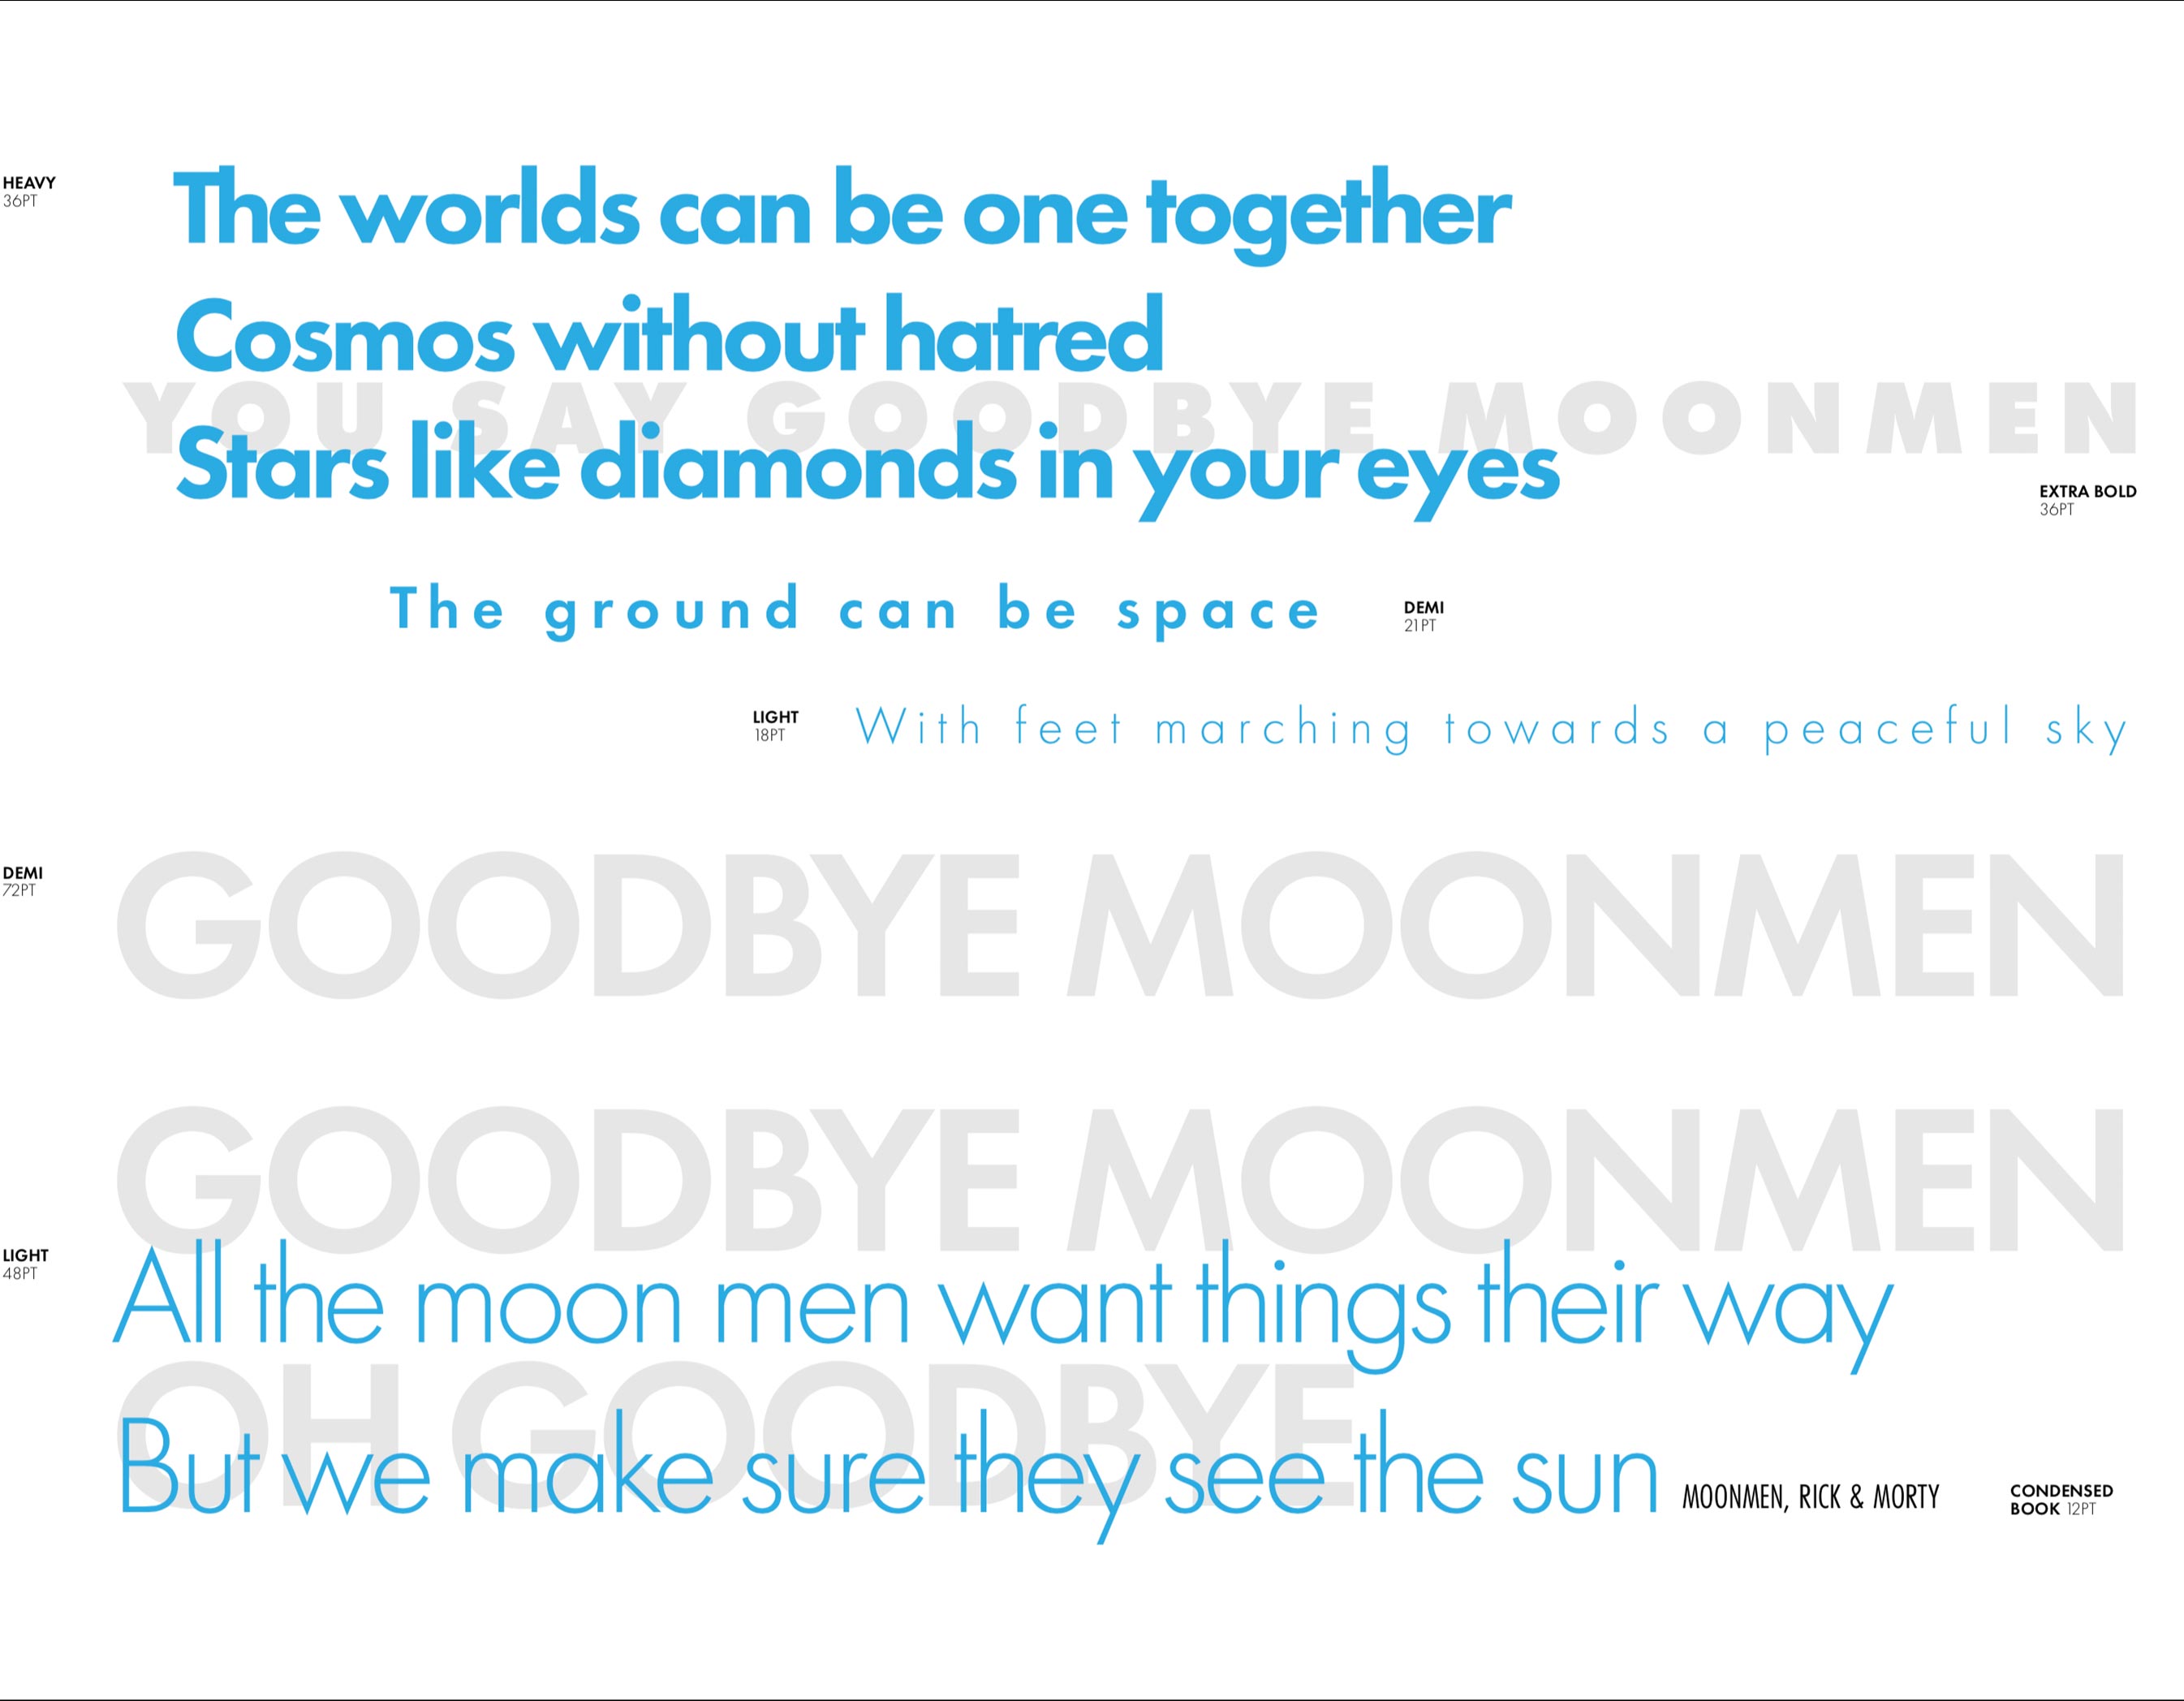 HEAVY
36PT
The worlds can be one together
Cosmos without hatred
YOU SAY GOODBYE MOONMEN
Stars like diamonds in your eyes
EXTRA BOLD
36PT
The ground can be space
DEMI
21PT
LIGHT
18PT
With feet marching towards a peaceful sky
DEMI
72PT
GOODBYE MOONMEN
GOODBYE MOONMEN
LIGHT
48PT
All the moon men want things their way
OH GOODBYE
But we make sure they see the sun
MOONMEN, RICK & MORTY
CONDENSED
BOOK 12PT